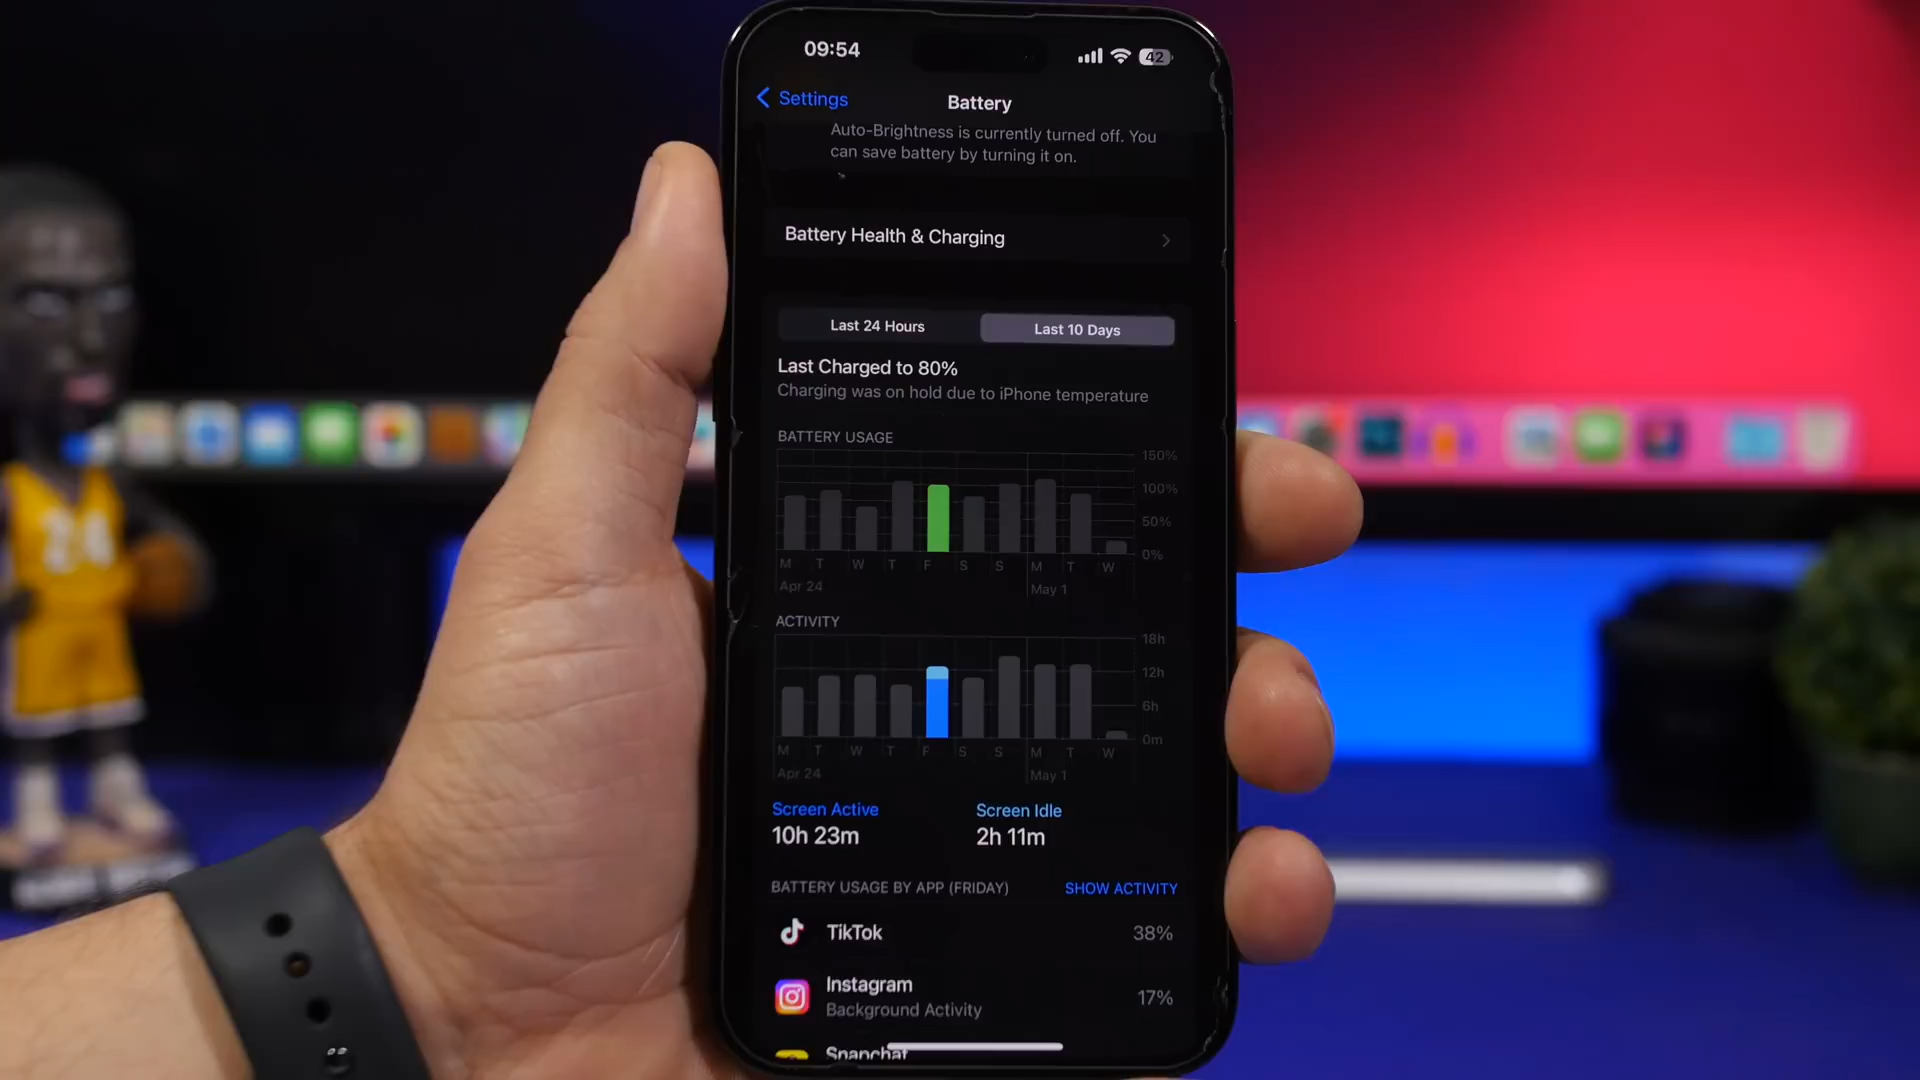 09:54
42
Settings
Battery
Auto-Brightness is currently turned off. You
can save battery by turning it on.
Battery Health & Charging
Last 24 Hours
Last 10 Days
Last Charged to 80%
Charging was on hold due to iPhone temperature
BATTERY USAGE
150%
100%
50%
0%
M T W T F S S M T W
Apr 24 May 1
ACTIVITY
18h
12h
6h
0m
M T W T F S S M T W
Apr 24 May 1
Screen Active Screen Idle
10h 23m 2h 11m
BATTERY USAGE BY APP (FRIDAY) SHOW ACTIVITY
TikTok 38%
Instagram 17%
Background Activity
Snapchat
24